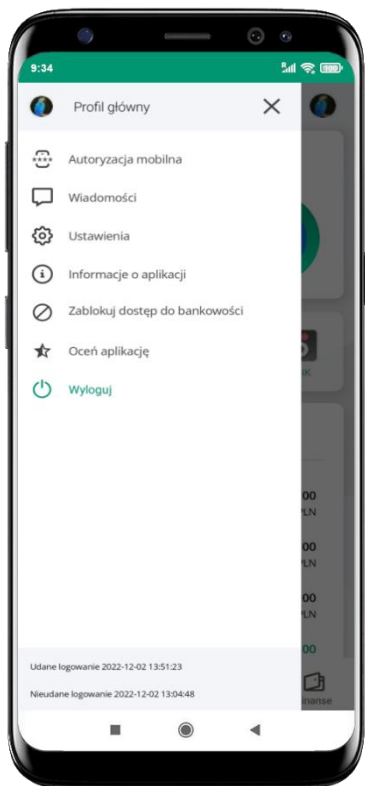 9:34
R
100
Profil główny
Autoryzacja mobilna
Wiadomości
Ustawienia
Informacje o aplikacji
Zablokuj dostęp do bankowości
Oceń aplikację
Wyloguj
00
PLN
00
PLN
00
PLN
00
Udane logowanie 2022-12-02 13:51:23
Nieudane logowanie 2022-12-02 13:04:48
inanse